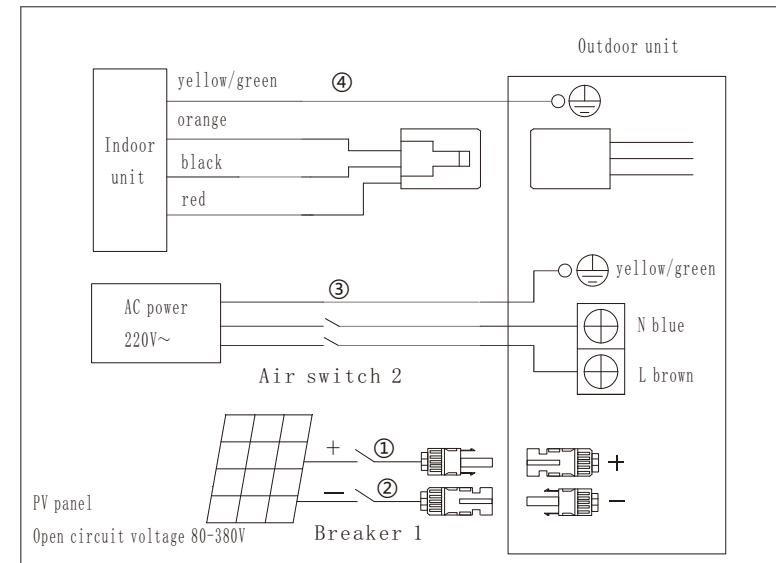 Outdoor unit
yellow/green ④
orange
Indoor
unit
black
red
yellow/green
③
AC power
220V~
N blue
L brown
Air switch 2
+ ① +
− ② −
PV panel
Open circuit voltage 80-380V
Breaker 1